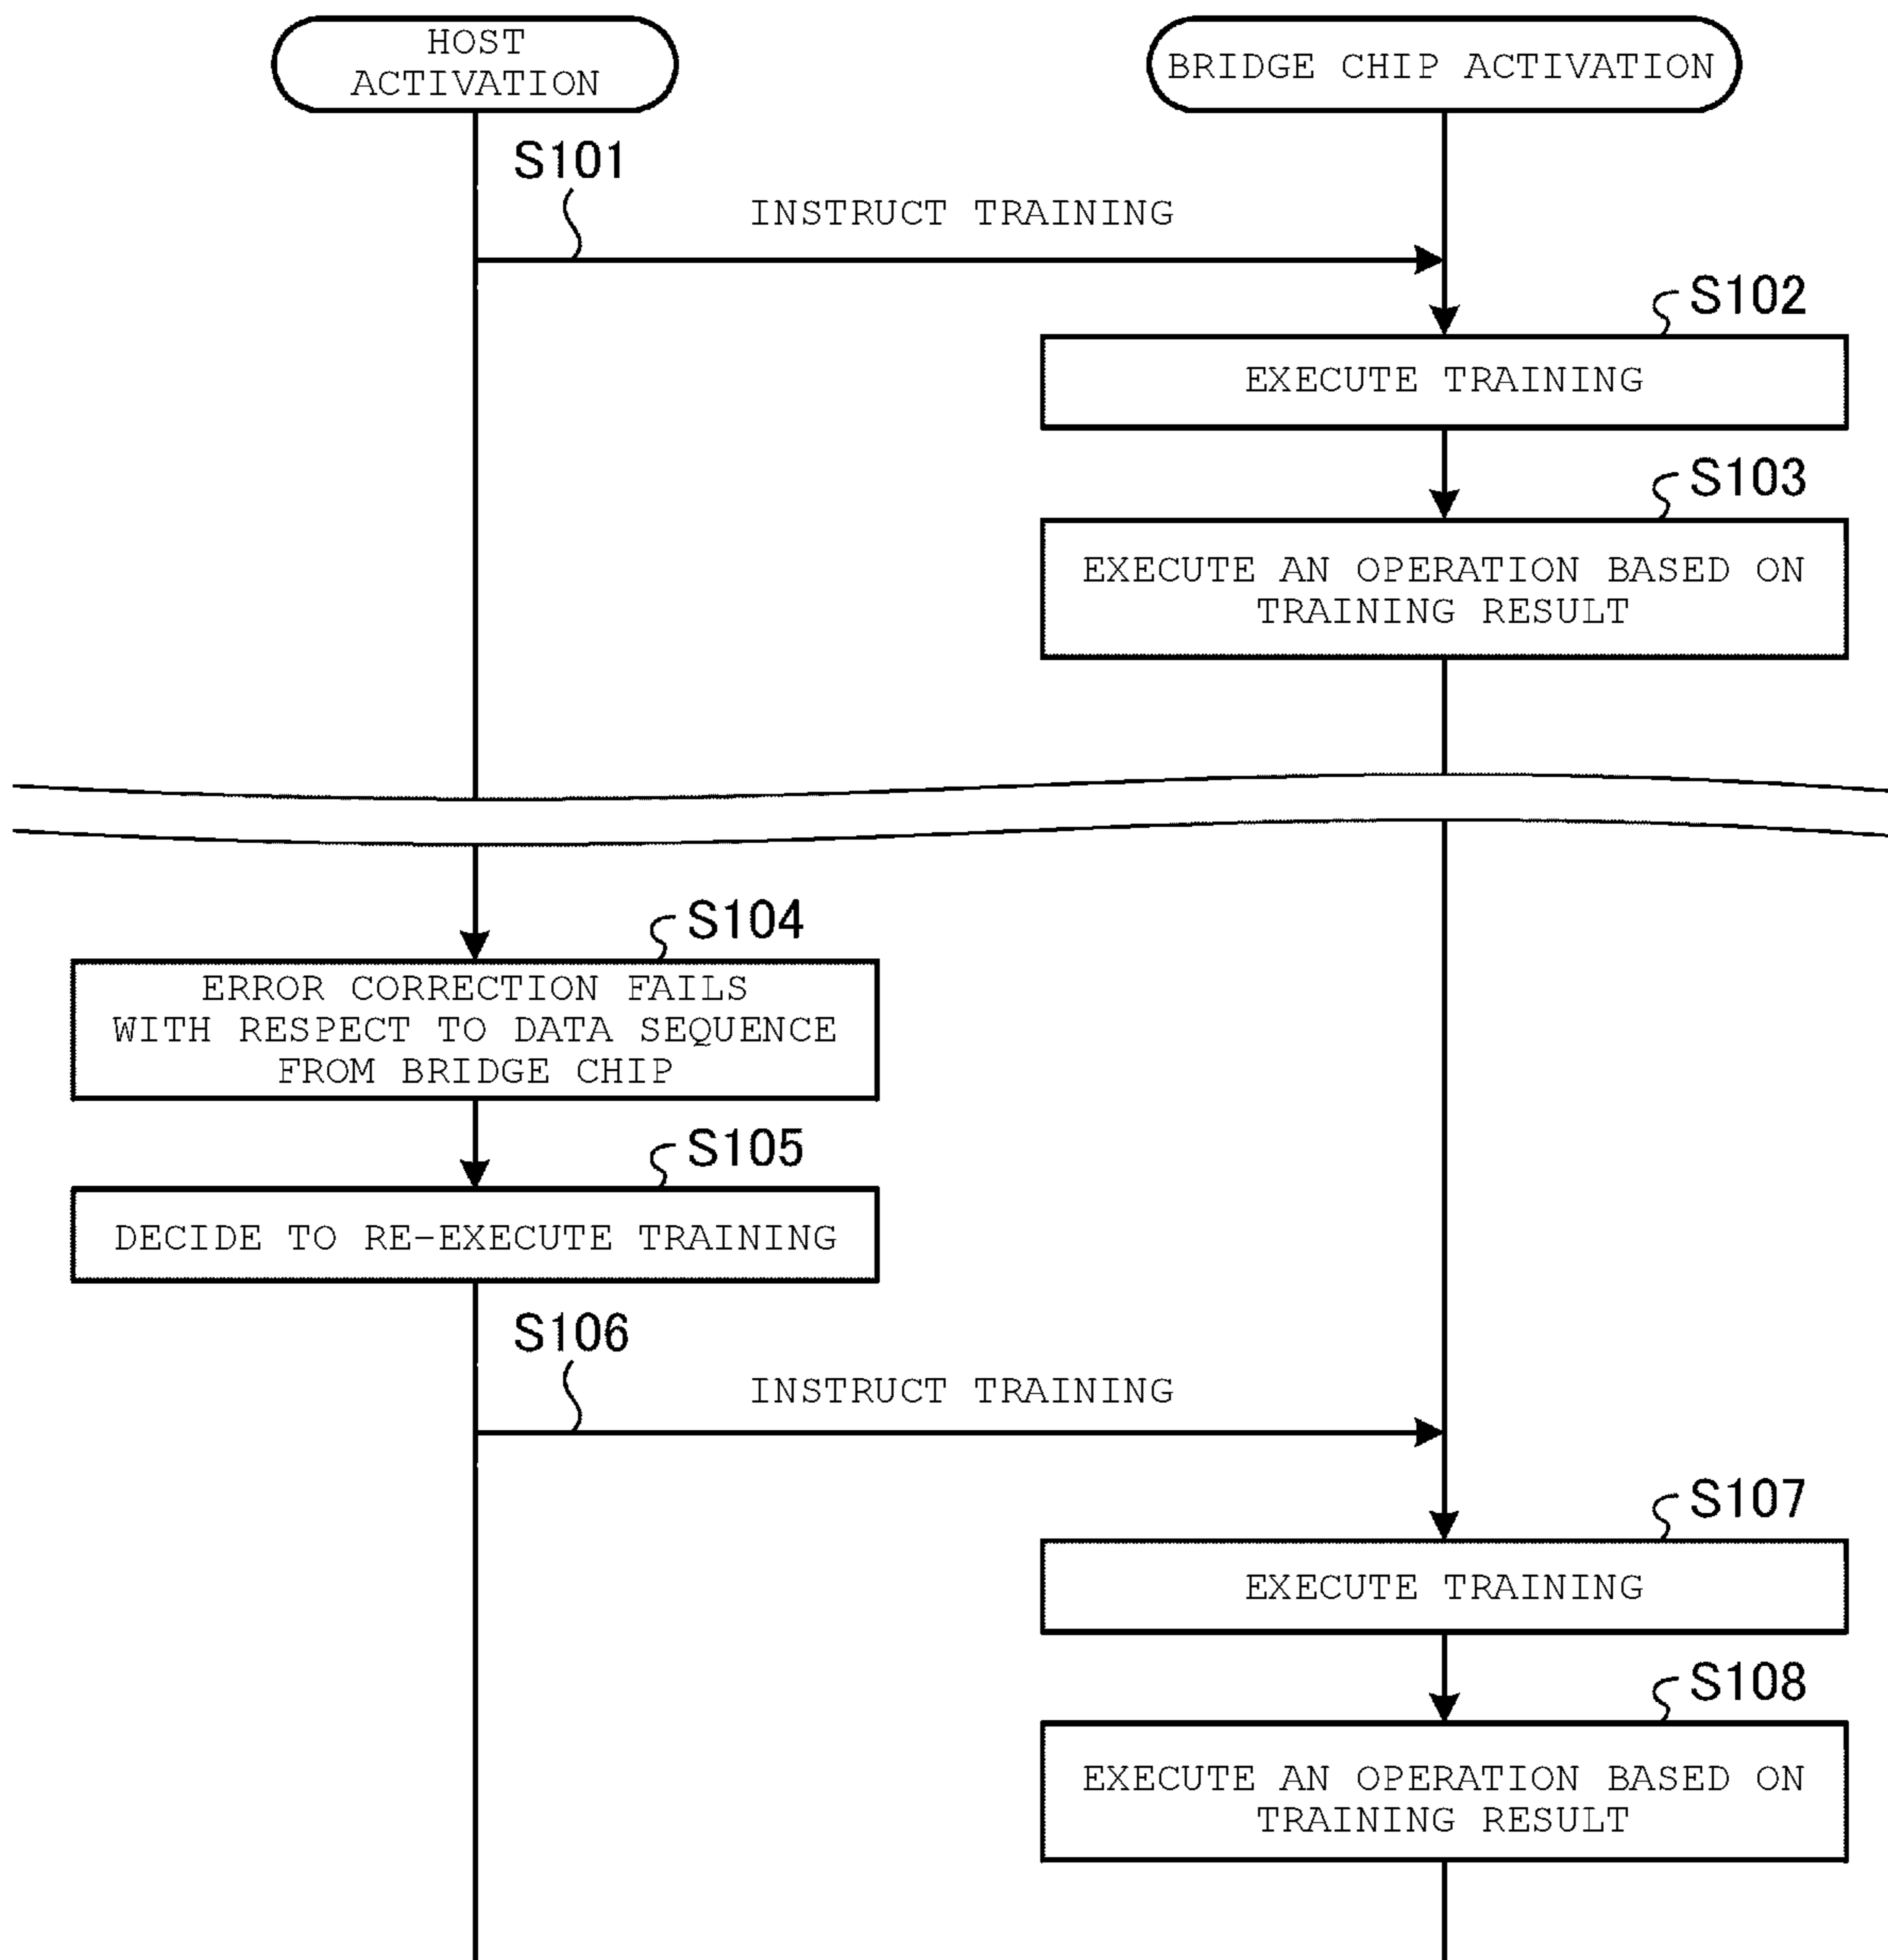 HOST
ACTIVATION
BRIDGE CHIP ACTIVATION
S101
INSTRUCT TRAINING
S102
EXECUTE TRAINING
S103
EXECUTE AN OPERATION BASED ON
TRAINING RESULT
S104
ERROR CORRECTION FAILS
WITH RESPECT TO DATA SEQUENCE
FROM BRIDGE CHIP
S105
DECIDE TO RE-EXECUTE TRAINING
S106
INSTRUCT TRAINING
S107
EXECUTE TRAINING
S108
EXECUTE AN OPERATION BASED ON
TRAINING RESULT